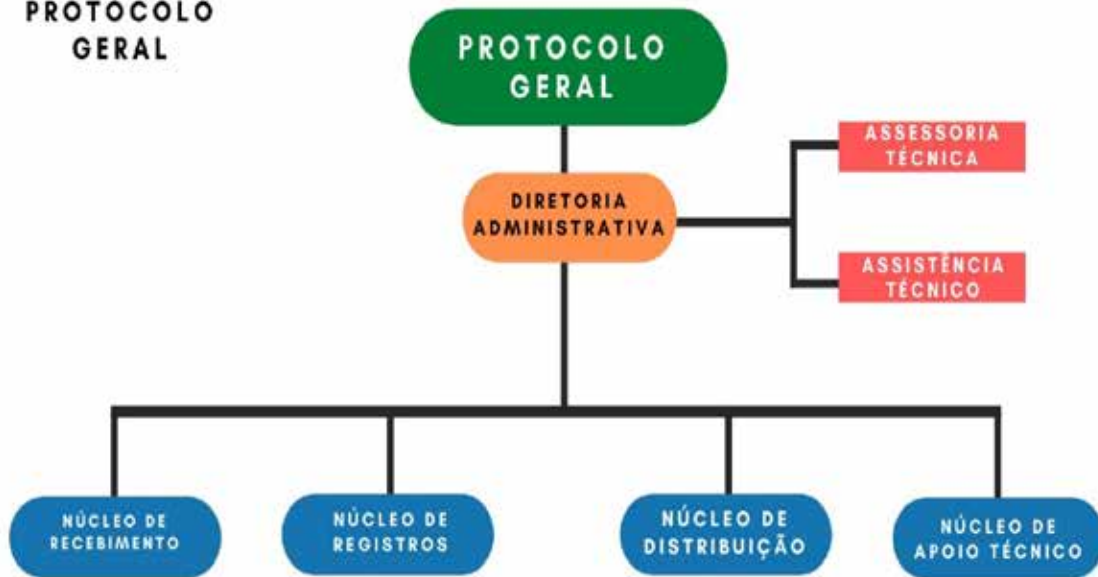 PROTOCOLO
GERAL
PROTOCOLO
GERAL
ASSESSORIA
TÉCNICA
DIRETORIA
ADMINISTRATIVA
ASSISTÊNCIA
TÉCNICO
NÚCLEO DE
RECEBIMENTO
NÚCLEO DE
REGISTROS
NÚCLEO DE
DISTRIBUIÇÃO
NÚCLEO DE
APOIO TÉCNICO